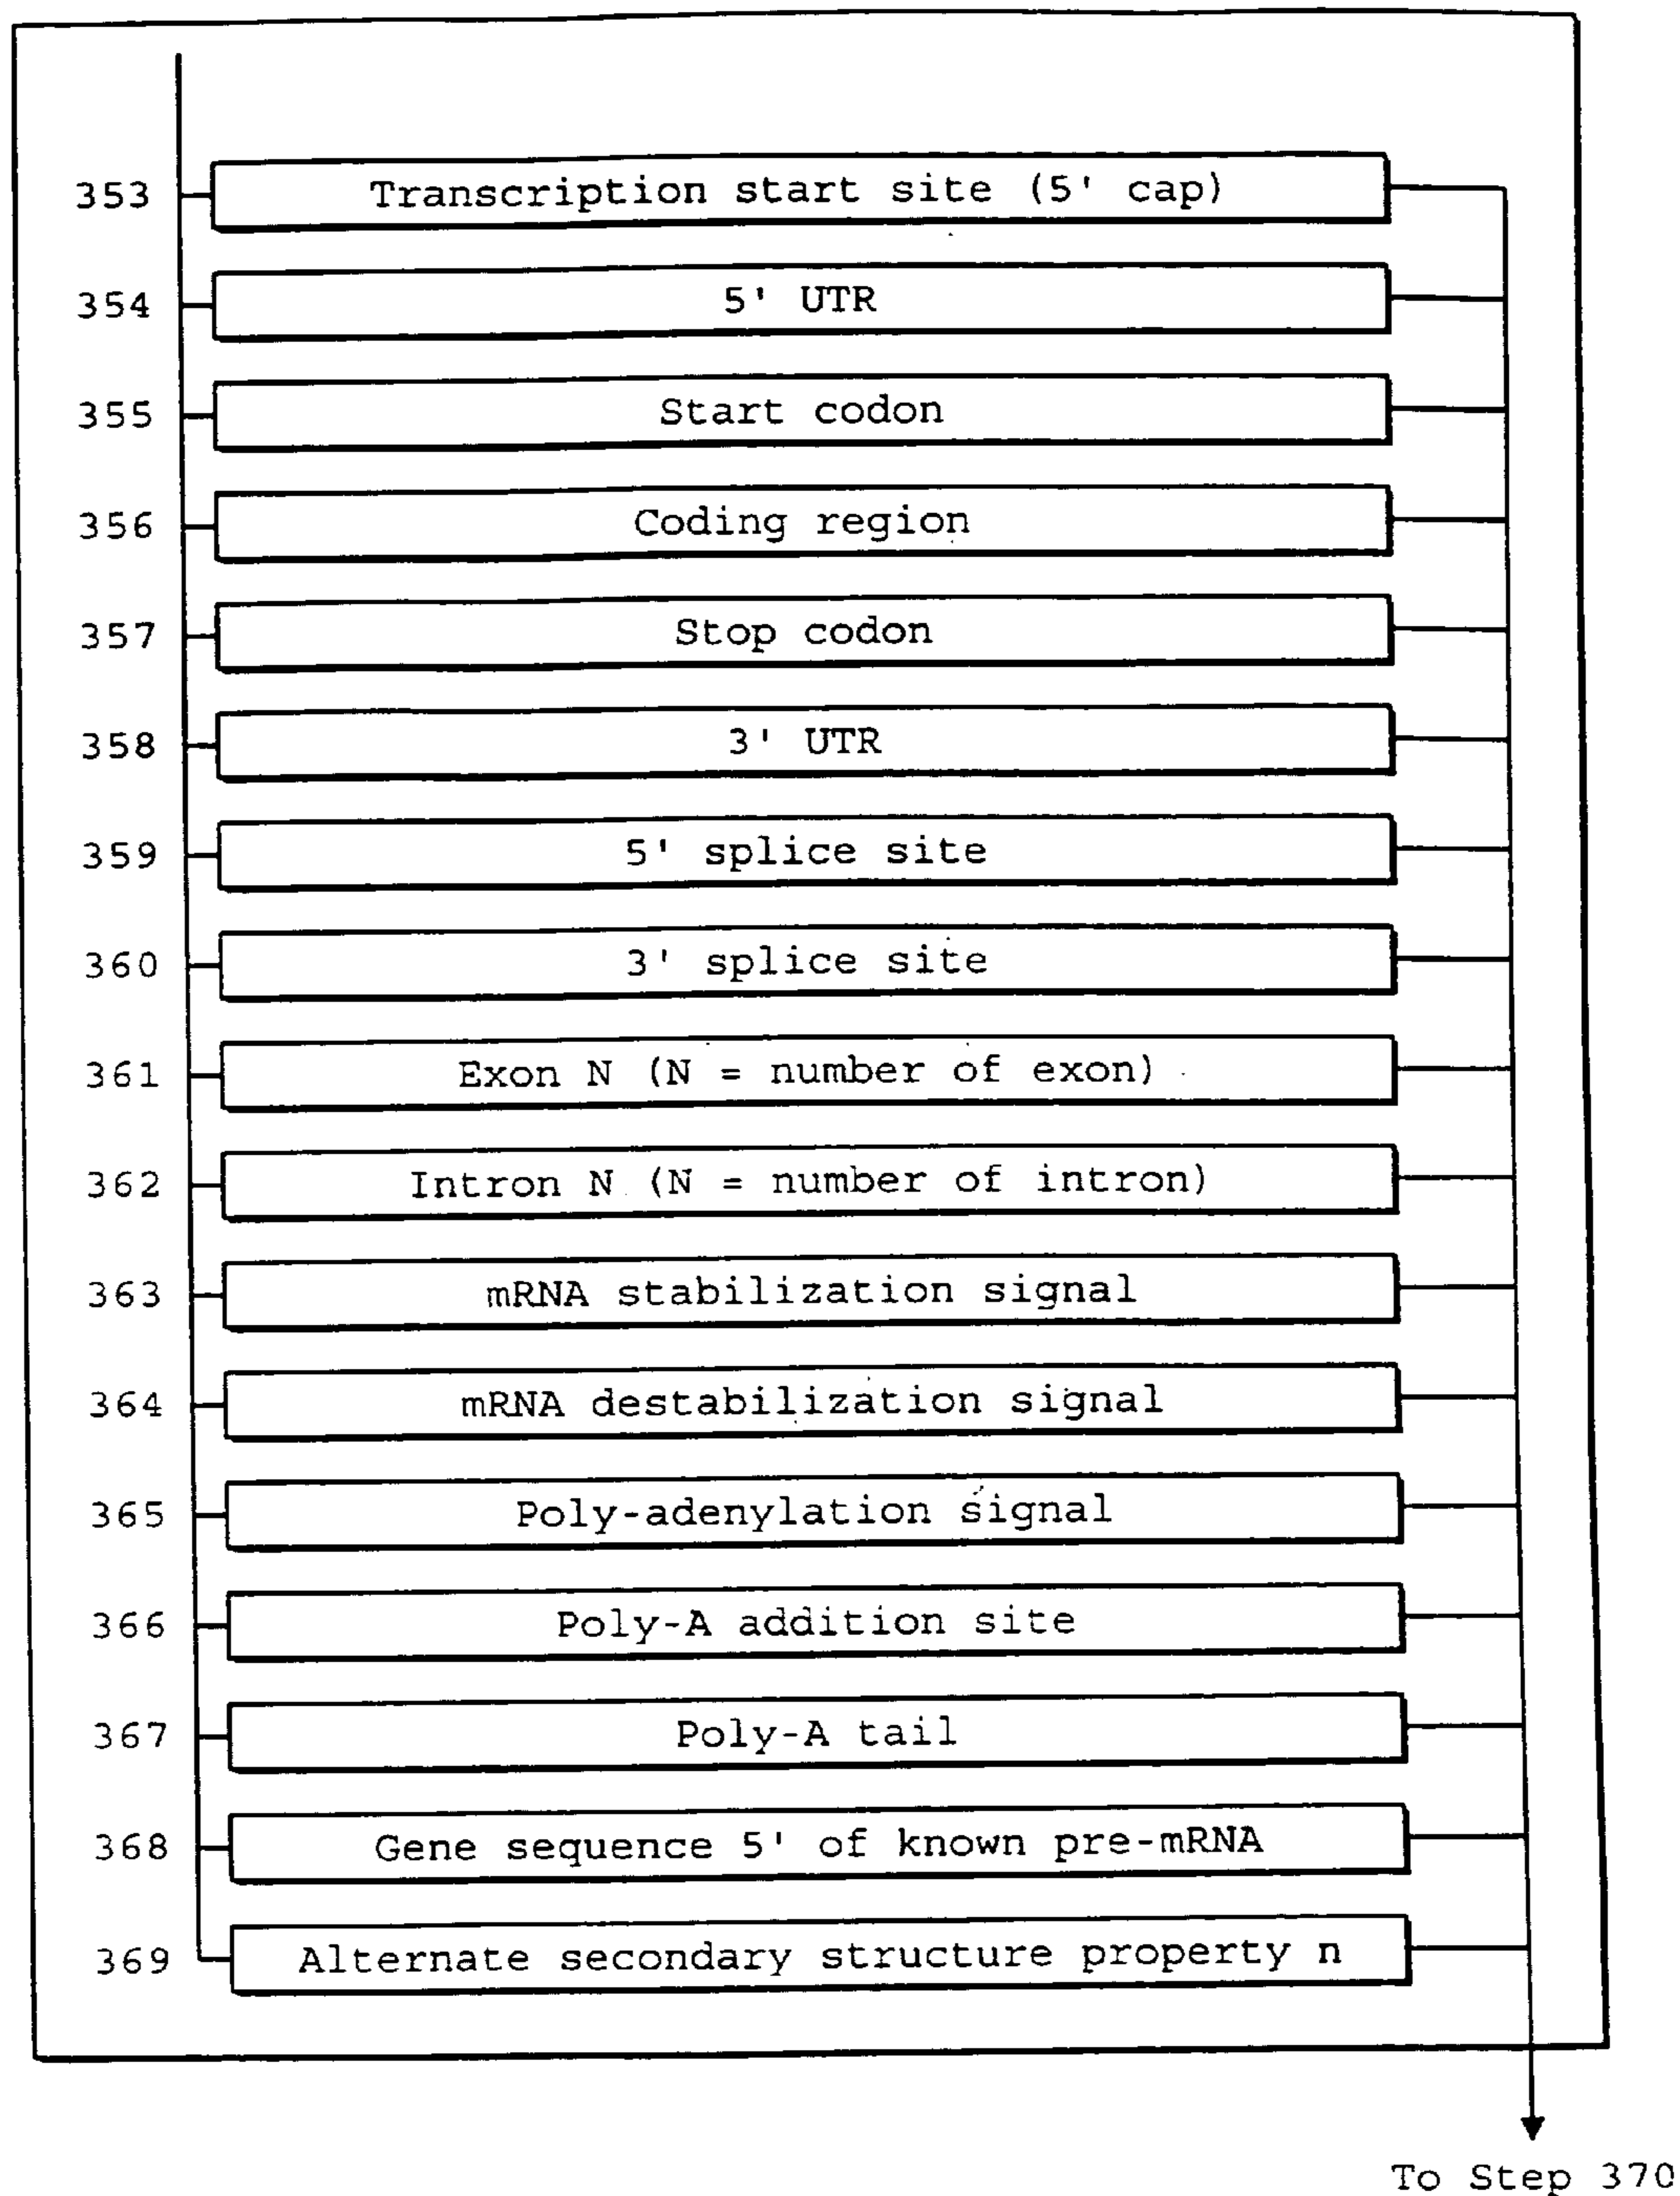 353 Transcription start site (5' cap)
354 5' UTR
355 Start codon
356 Coding region
357 Stop codon
358 3' UTR
359 5' splice site
360 3' splice site
361 Exon N (N = number of exon)
362 Intron N (N = number of intron)
363 mRNA stabilization signal
364 mRNA destabilization signal
365 Poly-adenylation signal
366 Poly-A addition site
367 Poly-A tail
368 Gene sequence 5' of known pre-mRNA
369 Alternate secondary structure property n
To Step 370